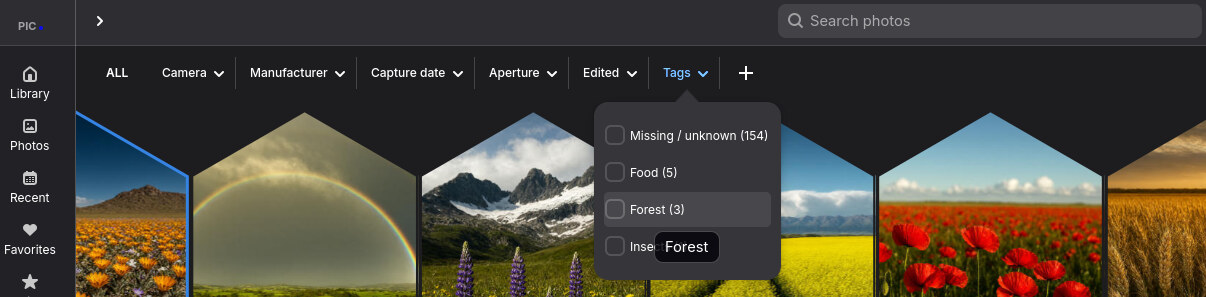 PIC.
Search photos
ALL
Camera
Manufacturer
Capture date
Aperture
Edited
Tags
Library
Photos
Recent
Favorites
Missing / unknown (154)
Food (5)
Forest (3)
Forest